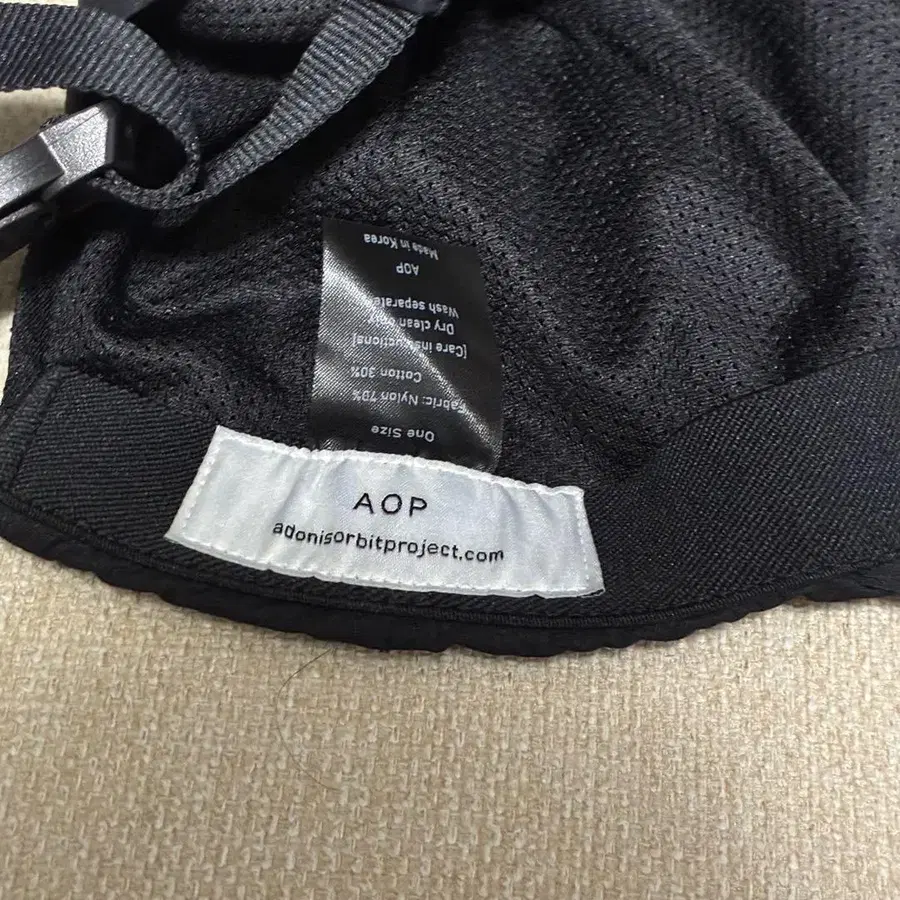 One Size
Fabric: Nylon 70%
Cotton 30%
[Care instructions]
Dry clean only
Wash separate
AOP
Made in Korea
AOP
adonisorbitproject.com